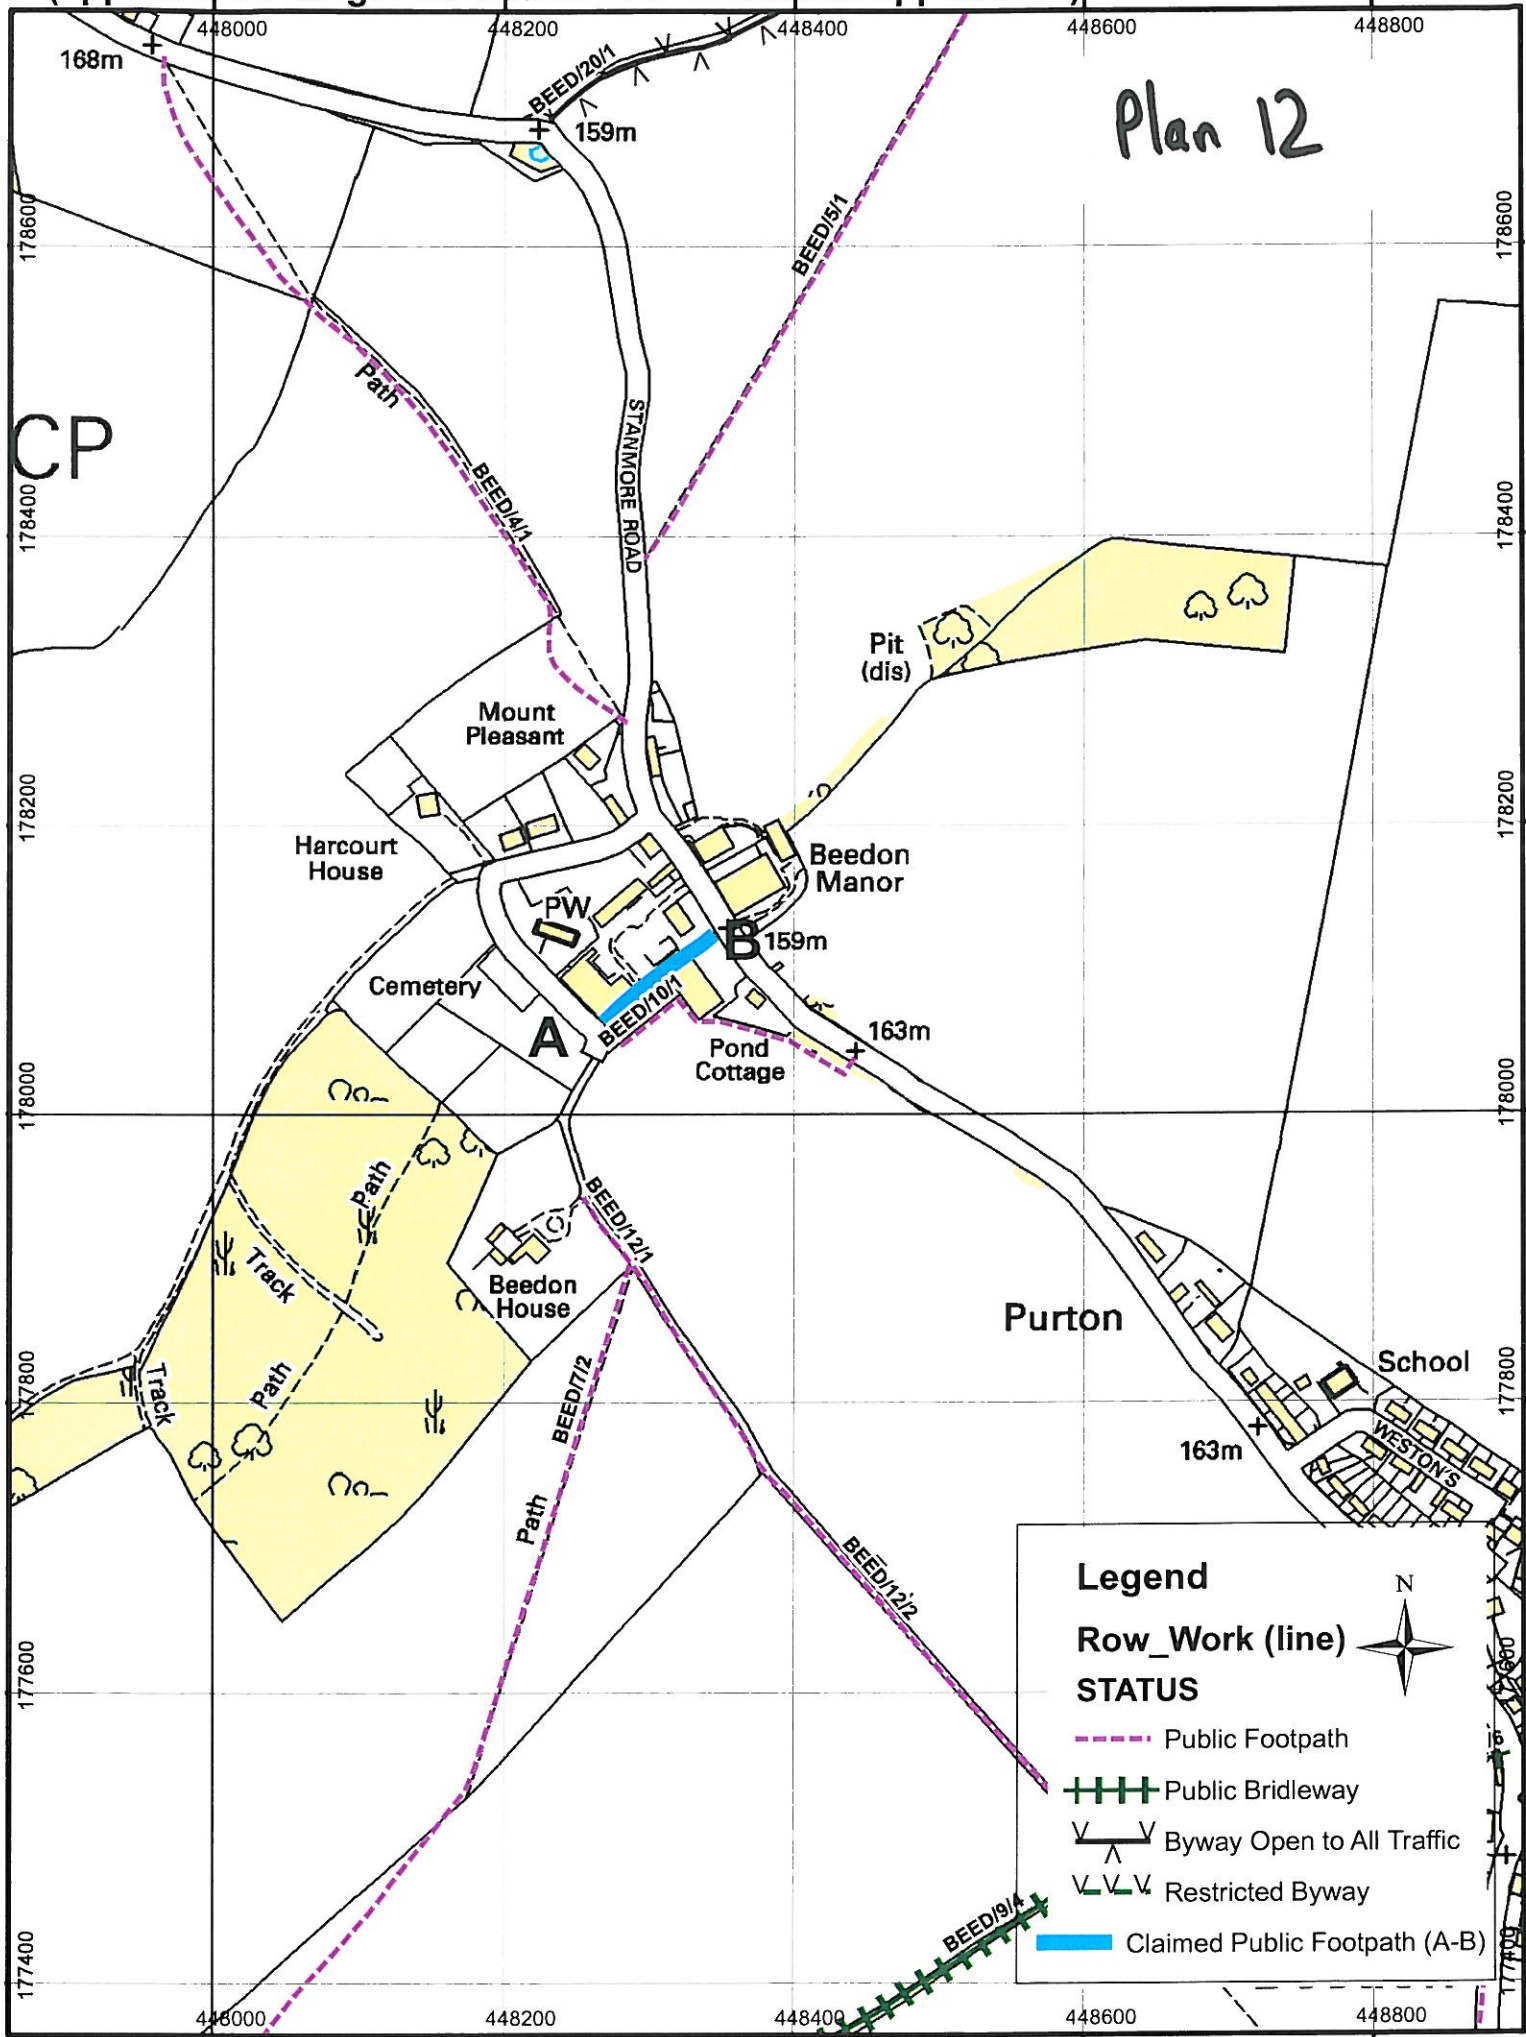 448000
448200
448400
448600
448800
168m
BEED/20/1
159m
Plan 12
178600
178600
BEED/5/1
Path
CP
STANMORE ROAD
BEED/4/1
178400
178400
Pit
(dis)
Mount
Pleasant
178200
178200
Harcourt
House
Beedon
Manor
PW
B
159m
Cemetery
BEED/10/1
A
163m
Pond
Cottage
178000
178000
Path
BEED/12/1
Track
Beedon
House
Purton
School
177800
177800
Track
Path
BEED/7/2
163m
WESTON'S
Path
BEED/12/2
Legend
N
Row_Work (line)
STATUS
177600
Public Footpath
Public Bridleway
Byway Open to All Traffic
Restricted Byway
BEED/9/4
Claimed Public Footpath (A-B)
177400
177400
448000
448200
448400
448600
448800